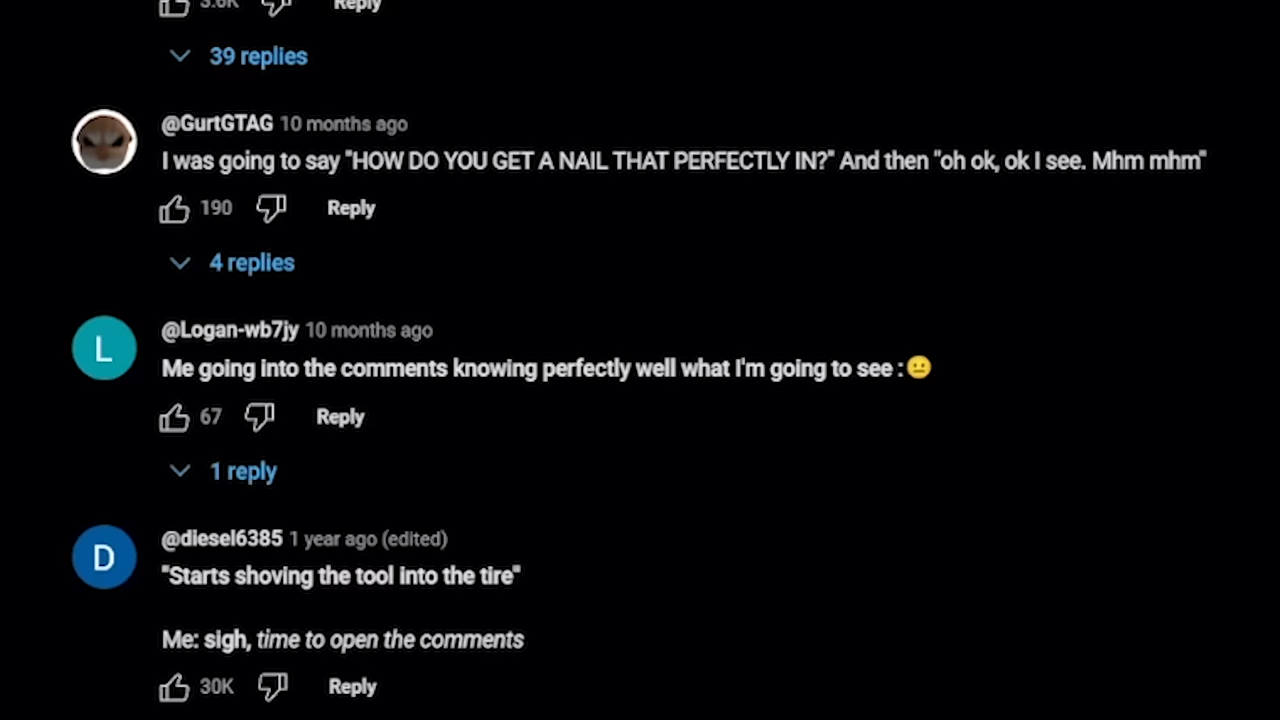 3.6K Reply
39 replies
@GurtGTAG 10 months ago
I was going to say "HOW DO YOU GET A NAIL THAT PERFECTLY IN?" And then "oh ok, ok I see. Mhm mhm"
190 Reply
4 replies
L
@Logan-wb7jy 10 months ago
Me going into the comments knowing perfectly well what I'm going to see :😐
67 Reply
1 reply
D
@diesel6385 1 year ago (edited)
"Starts shoving the tool into the tire"
Me: sigh, time to open the comments
30K Reply